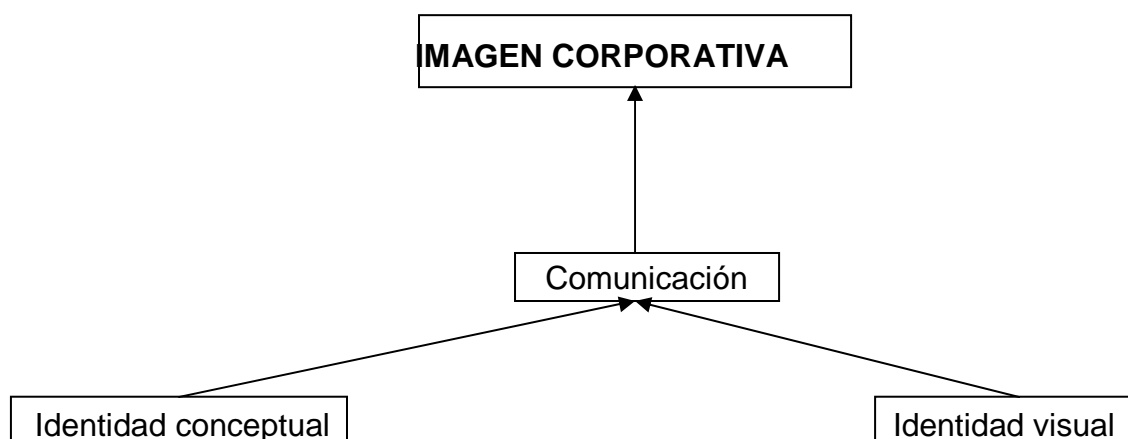 IMAGEN CORPORATIVA
Comunicación
Identidad conceptual
Identidad visual